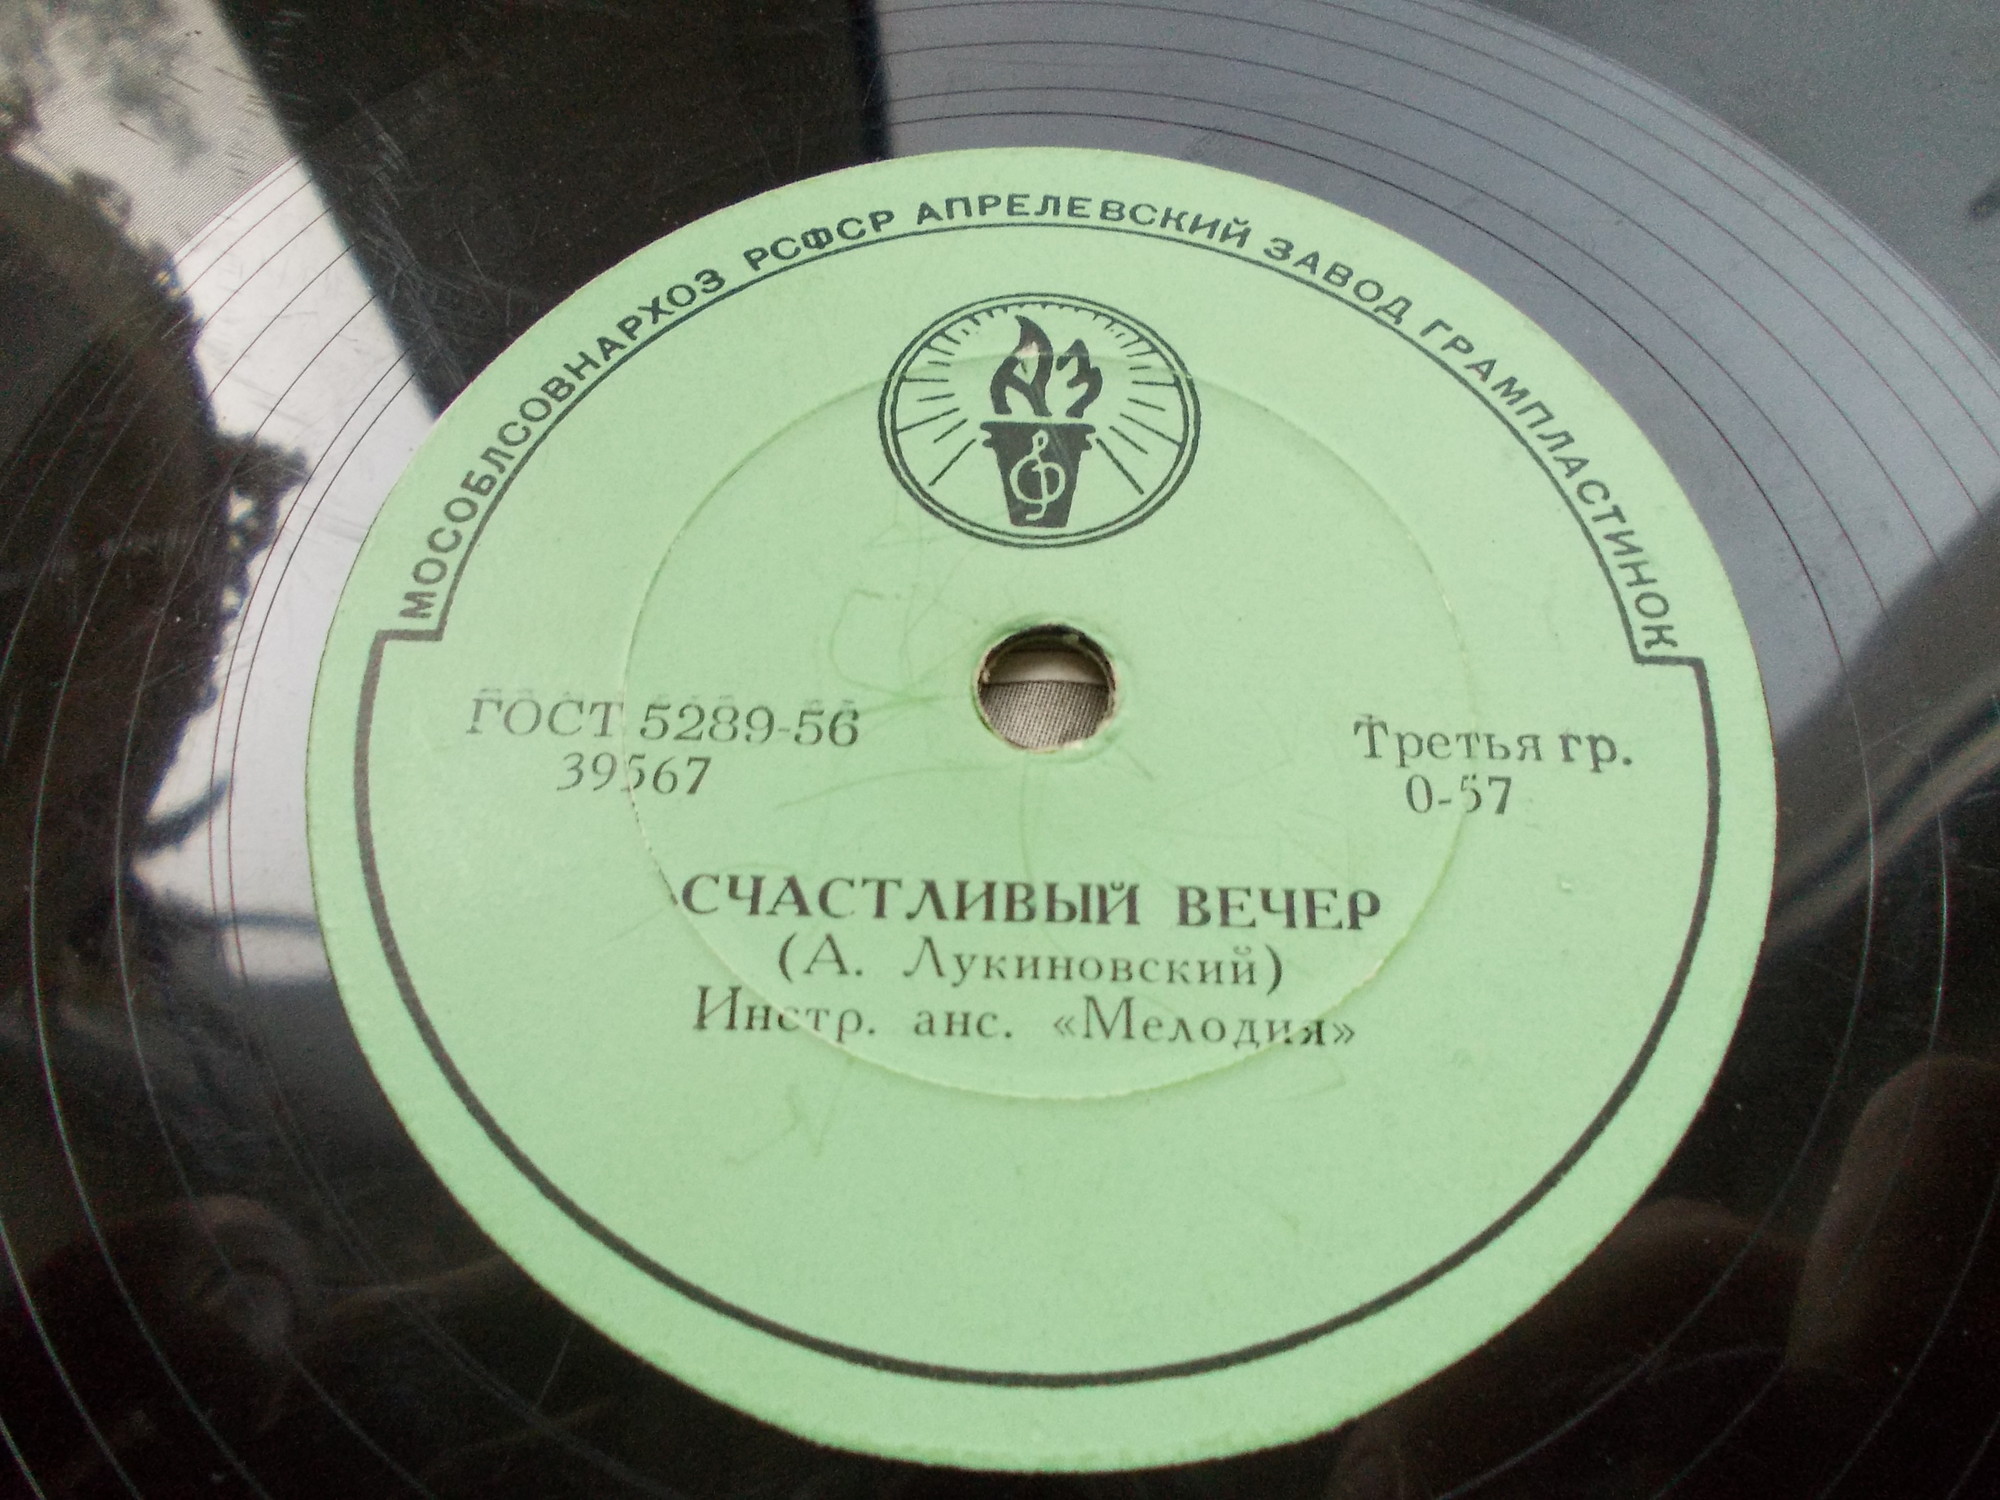 МОСОБЛСОВНАРХОЗ РСФСР АПРЕЛЕВСКИЙ ЗАВОД ГРАМПЛАСТИНОК
АЗ
ГОСТ 5289-56
39567
Третья гр.
0-57
СЧАСТЛИВЫЙ ВЕЧЕР
(А. Лукиновский)
Инстр. анс. «Мелодия»